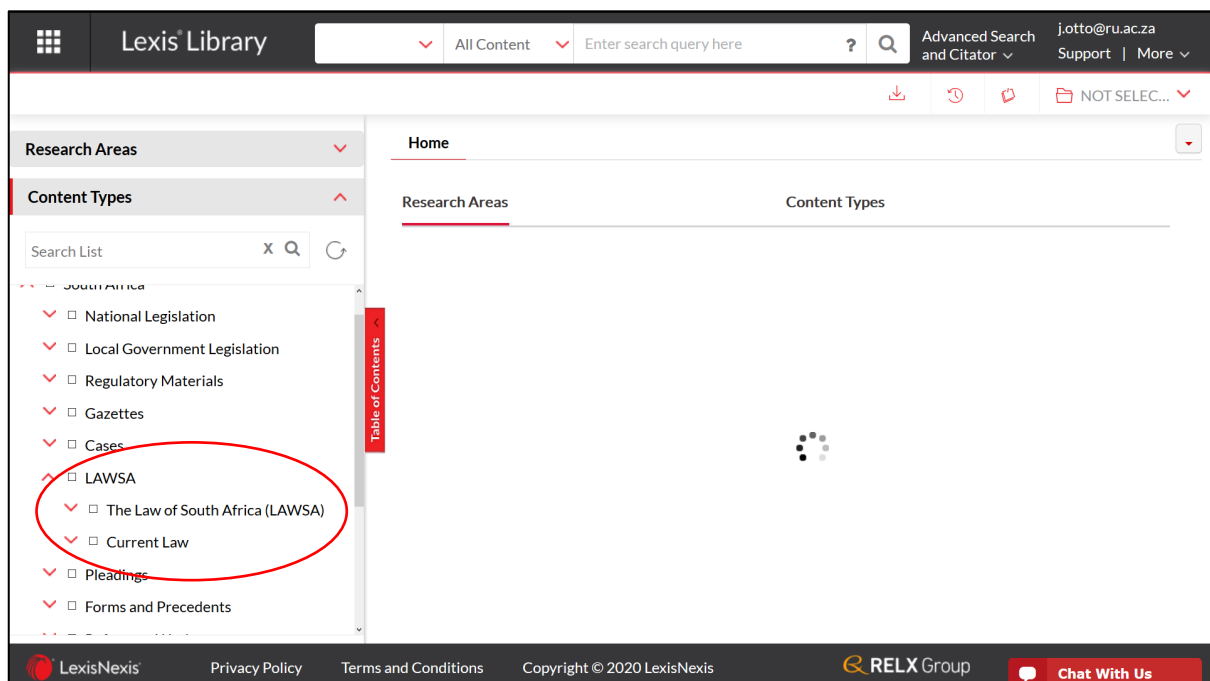 Lexis® Library
All Content
Enter search query here
?
Advanced Search
and Citator
j.otto@ru.ac.za
Support | More
NOT SELEC...
Research Areas
Content Types
Search List
X
South Africa
National Legislation
Local Government Legislation
Regulatory Materials
Gazettes
Cases
LAWSA
The Law of South Africa (LAWSA)
Current Law
Pleadings
Forms and Precedents
Table of Contents
Home
Research Areas Content Types
LexisNexis®
Privacy Policy
Terms and Conditions
Copyright © 2020 LexisNexis
RELX Group
Chat With Us